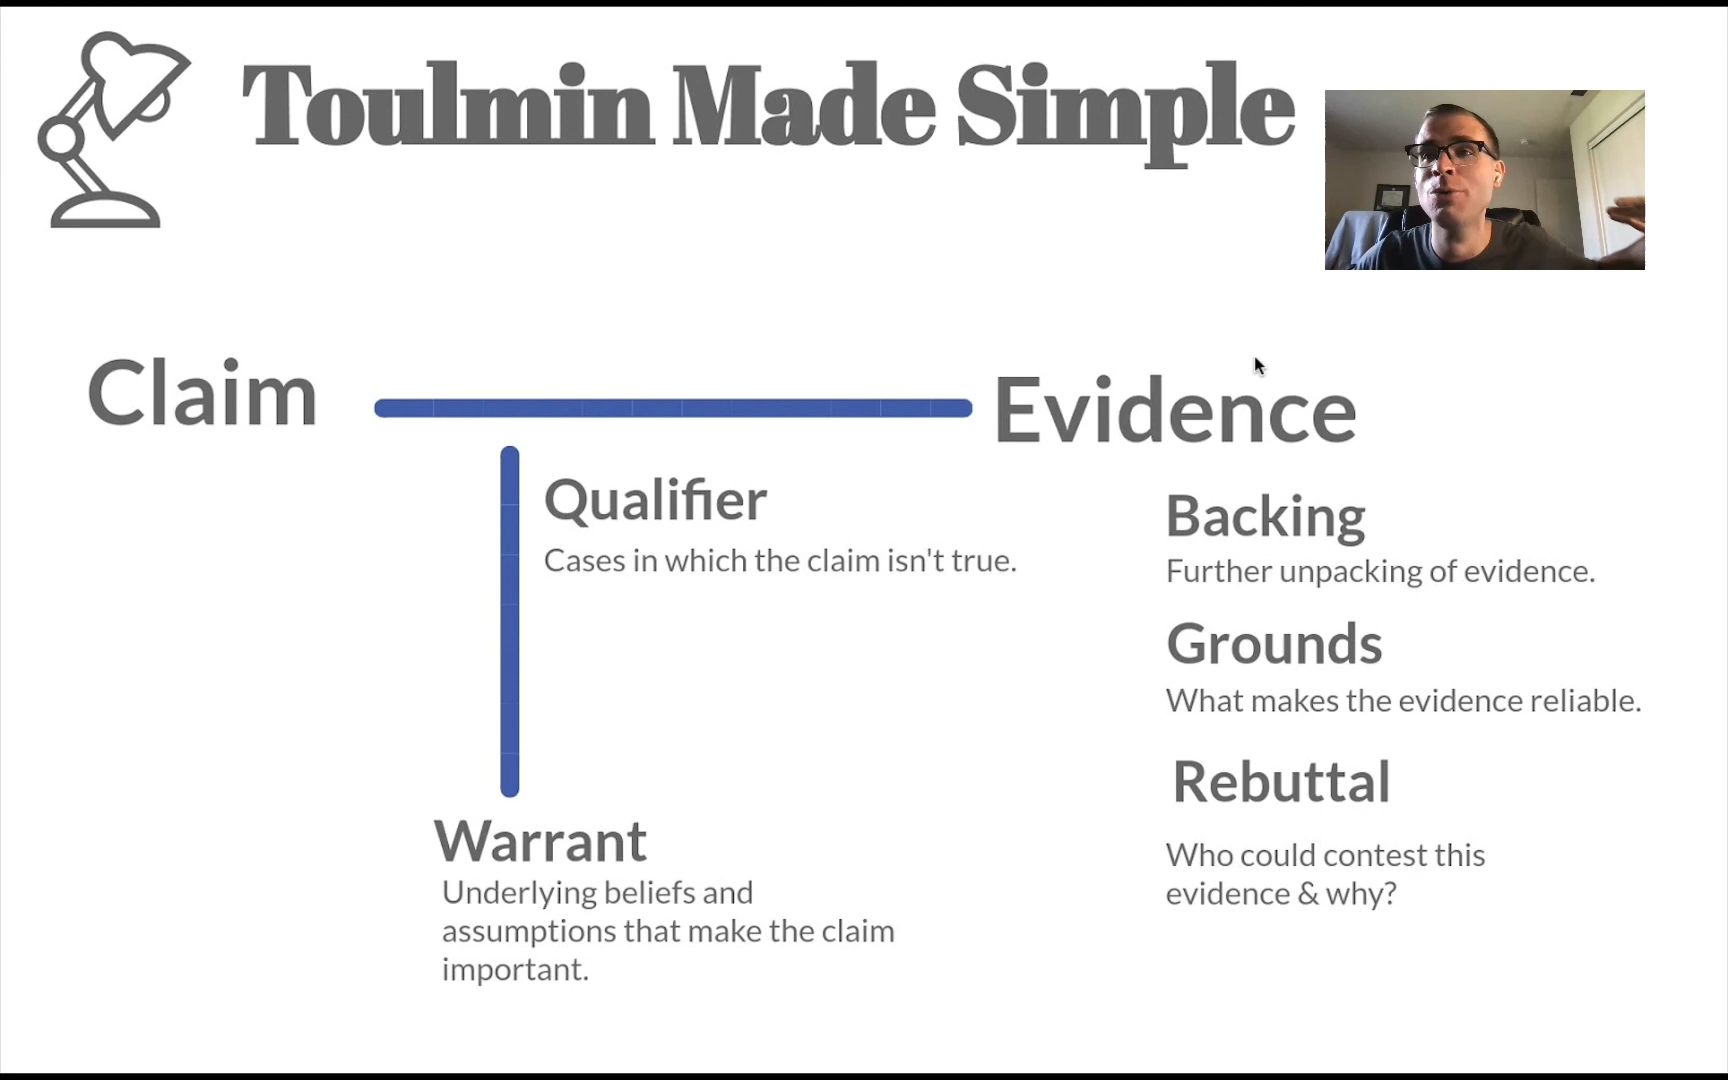 Toulmin Made Simple
Claim
Evidence
Qualifier
Cases in which the claim isn't true.
Warrant
Underlying beliefs and
assumptions that make the claim
important.
Backing
Further unpacking of evidence.
Grounds
What makes the evidence reliable.
Rebuttal
Who could contest this
evidence & why?